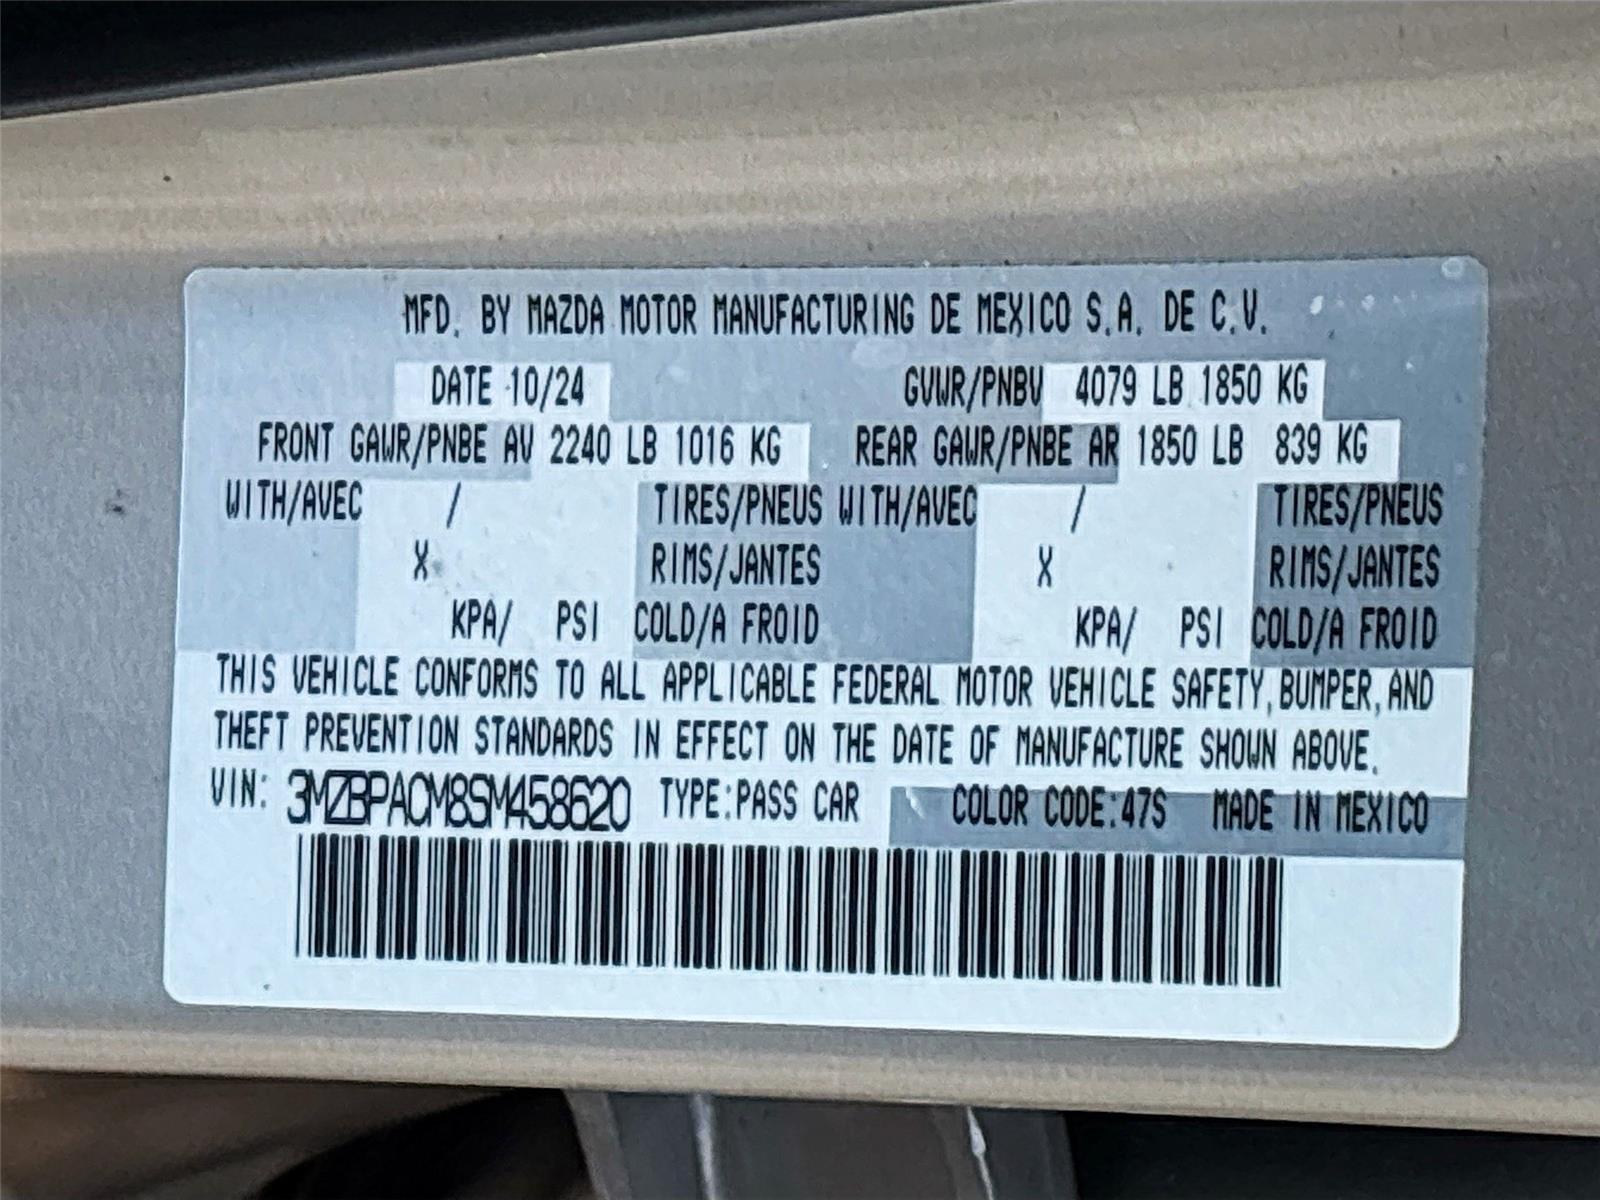 MFD. BY MAZDA MOTOR MANUFACTURING DE MEXICO S.A. DE C.V.
DATE 10/24 GVWR/PNBV 4079 LB 1850 KG
FRONT GAWR/PNBE AV 2240 LB 1016 KG REAR GAWR/PNBE AR 1850 LB 839 KG
WITH/AVEC / TIRES/PNEUS WITH/AVEC / TIRES/PNEUS
X RIMS/JANTES X RIMS/JANTES
KPA/ PSI COLD/A FROID KPA/ PSI COLD/A FROID
THIS VEHICLE CONFORMS TO ALL APPLICABLE FEDERAL MOTOR VEHICLE SAFETY, BUMPER, AND
THEFT PREVENTION STANDARDS IN EFFECT ON THE DATE OF MANUFACTURE SHOWN ABOVE.
VIN: 3MZBPACM8SM458620 TYPE:PASS CAR COLOR CODE:47S MADE IN MEXICO